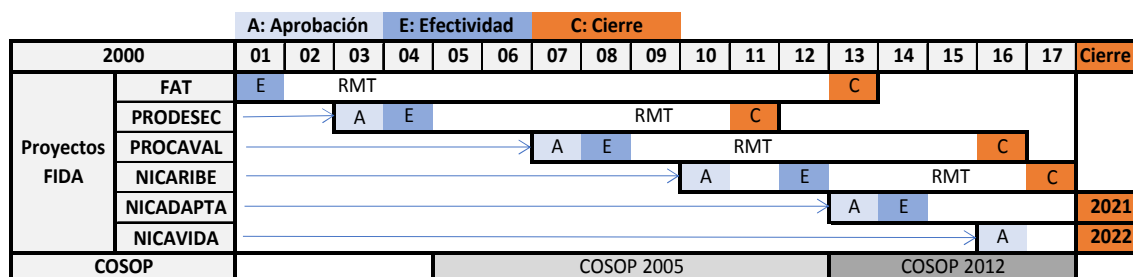 A: Aprobación E: Efectividad C: Cierre
2000 01 02 03 04 05 06 07 08 09 10 11 12 13 14 15 16 17 Cierre
Proyectos FIDA
FAT E RMT C
PRODESEC A E RMT C
PROCAVAL A E RMT C
NICARIBE A E RMT C
NICADAPTA A E 2021
NICAVIDA A 2022
COSOP COSOP 2005 COSOP 2012